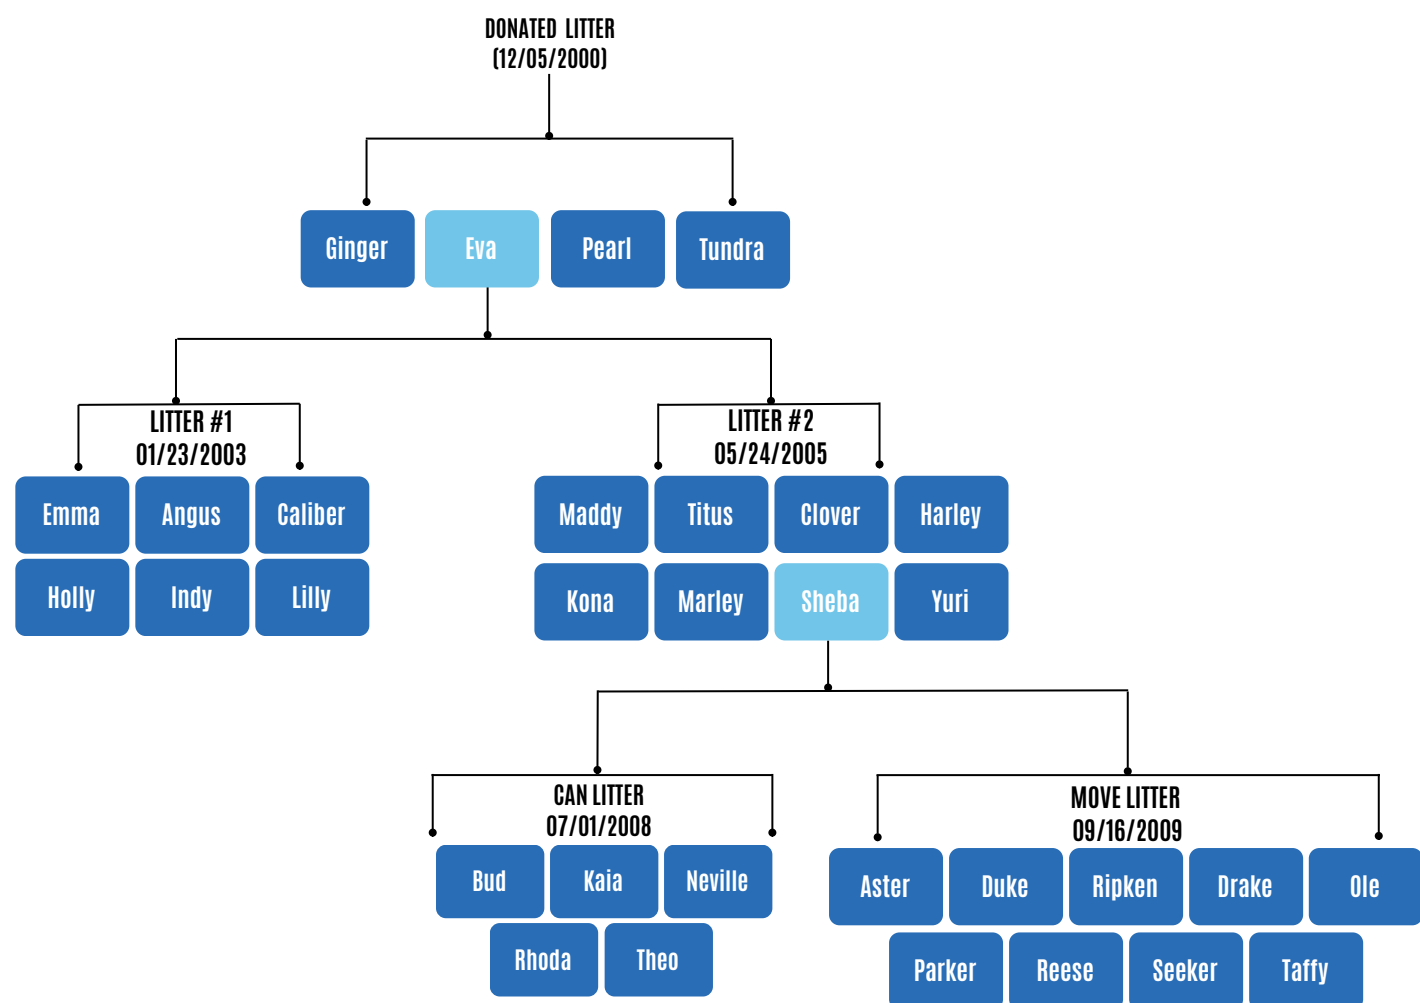 DONATED LITTER
(12/05/2000)
Ginger
Eva
Pearl
Tundra
LITTER #1
01/23/2003
LITTER #2
05/24/2005
Emma
Angus
Caliber
Holly
Indy
Lilly
Maddy
Titus
Clover
Harley
Kona
Marley
Sheba
Yuri
CAN LITTER
07/01/2008
MOVE LITTER
09/16/2009
Bud
Kaia
Neville
Rhoda
Theo
Aster
Duke
Ripken
Drake
Ole
Parker
Reese
Seeker
Taffy